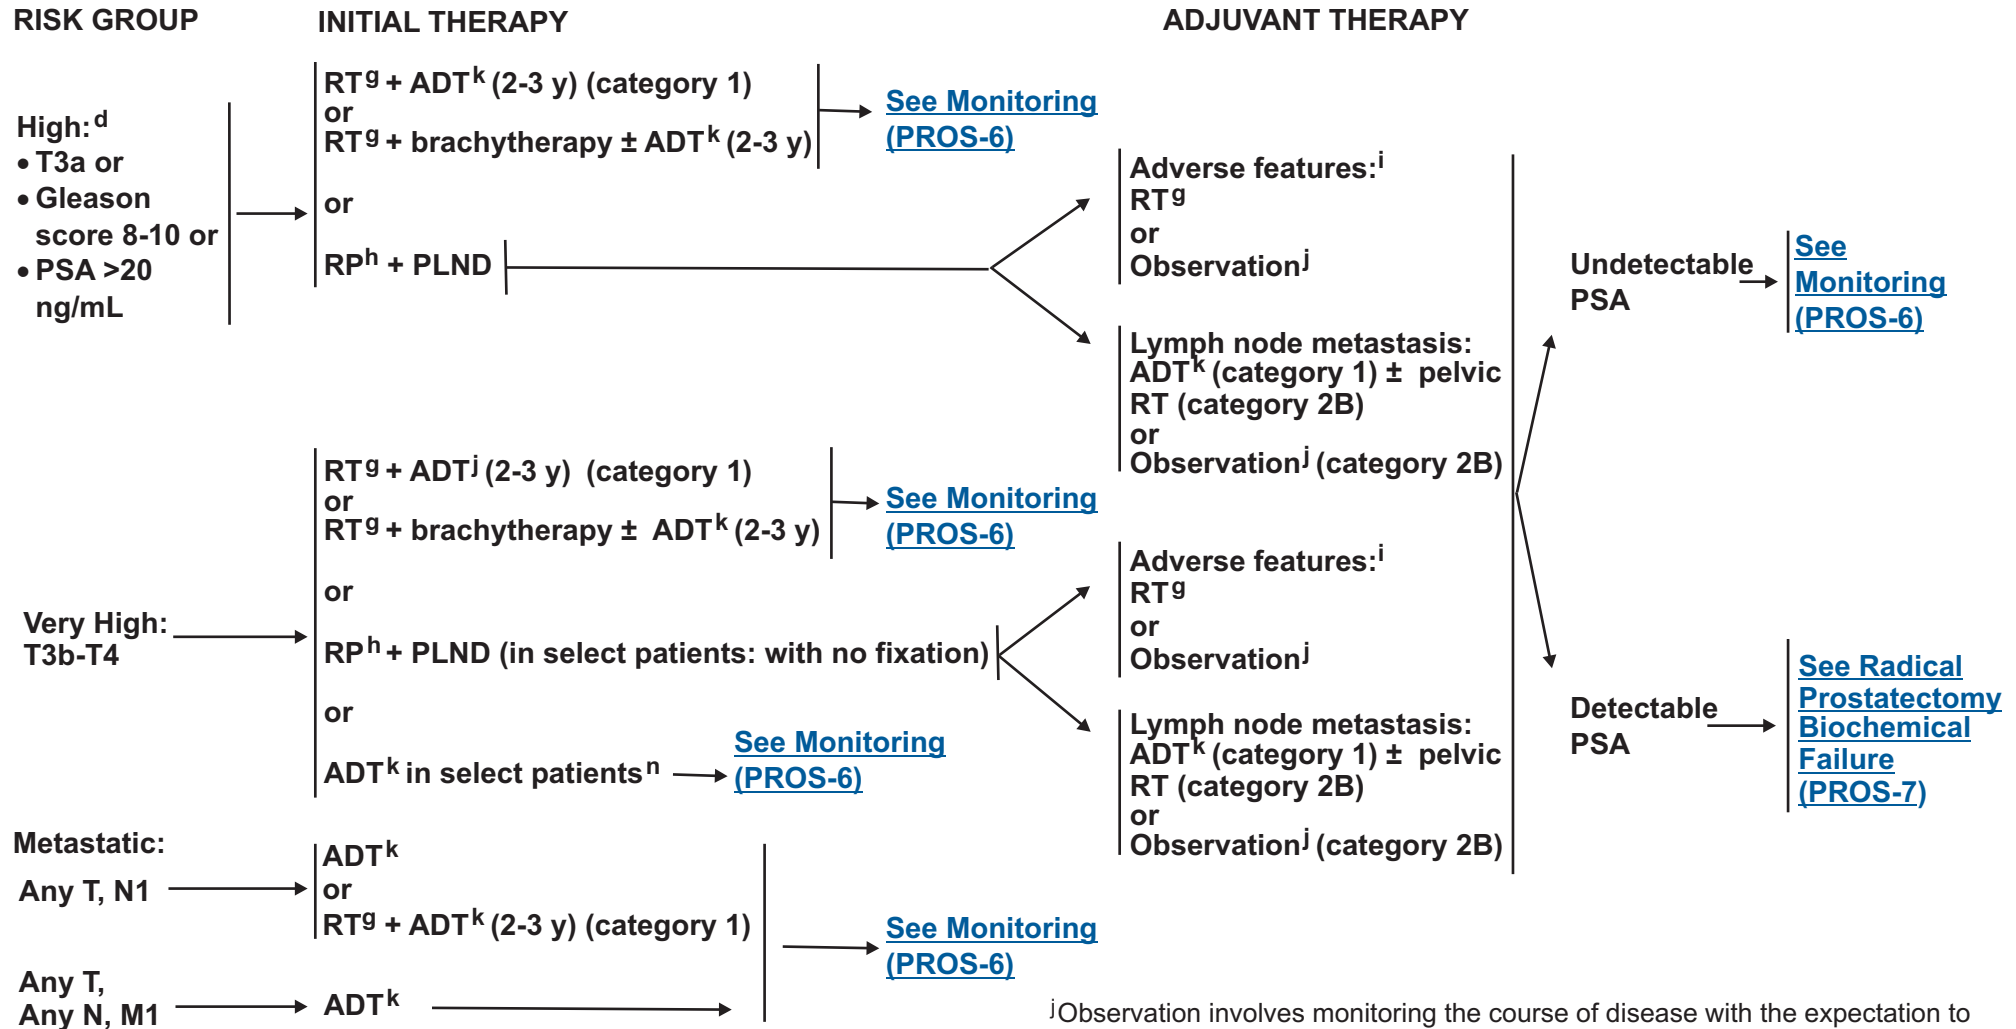 RISK GROUP
INITIAL THERAPY
ADJUVANT THERAPY
High:d
• T3a or
• Gleason
score 8-10 or
• PSA >20
ng/mL
RTg + ADTk (2-3 y) (category 1)
or
RTg + brachytherapy ± ADTk (2-3 y)
See Monitoring
(PROS-6)
or
RPh + PLND
Adverse features:i
RTg
or
Observationj
Lymph node metastasis:
ADTk (category 1) ± pelvic
RT (category 2B)
or
Observationj (category 2B)
Undetectable
PSA
See
Monitoring
(PROS-6)
Very High:
T3b-T4
RTg + ADTj (2-3 y) (category 1)
or
RTg + brachytherapy ± ADTk (2-3 y)
See Monitoring
(PROS-6)
or
RPh + PLND (in select patients: with no fixation)
or
ADTk in select patientsn
See Monitoring
(PROS-6)
Adverse features:i
RTg
or
Observationj
Lymph node metastasis:
ADTk (category 1) ± pelvic
RT (category 2B)
or
Observationj (category 2B)
Detectable
PSA
See Radical
Prostatectomy
Biochemical
Failure
(PROS-7)
Metastatic:
Any T, N1
ADTk
or
RTg + ADTk (2-3 y) (category 1)
See Monitoring
(PROS-6)
Any T,
Any N, M1
ADTk
jObservation involves monitoring the course of disease with the expectation to